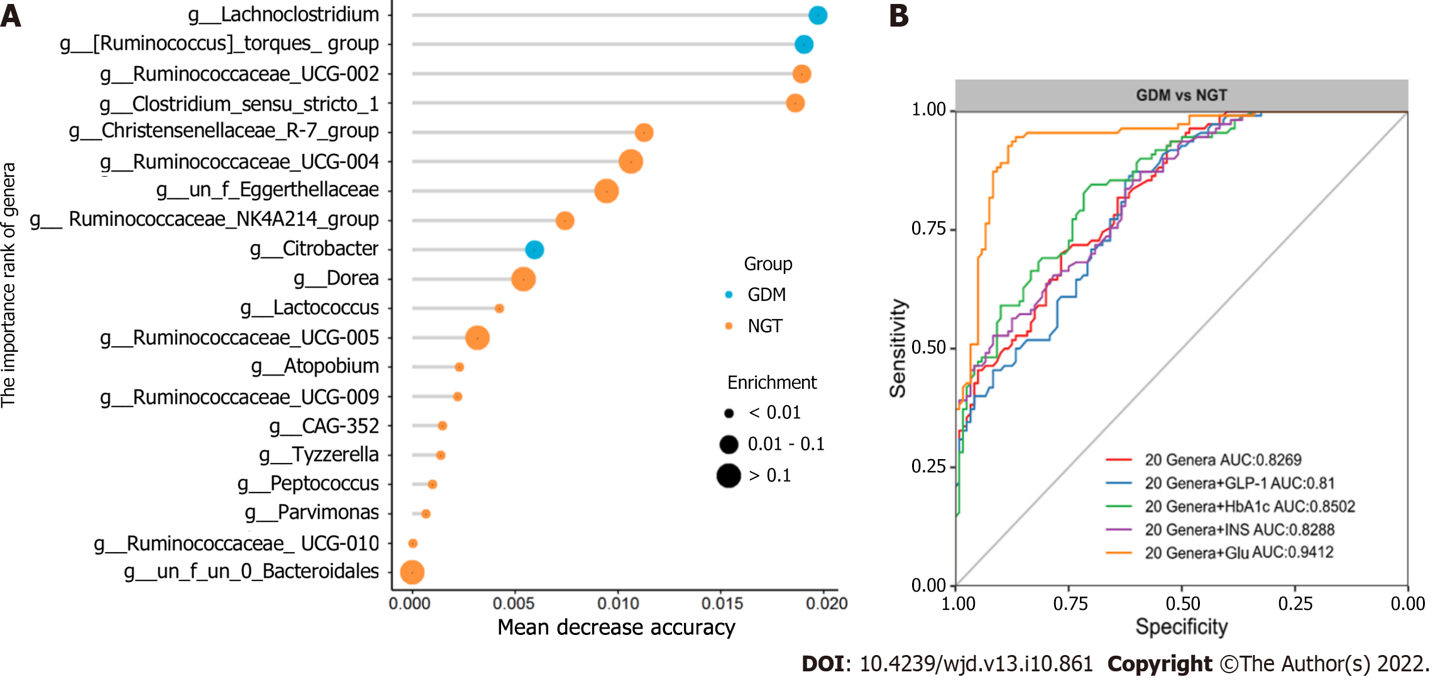 A
The importance rank of genera
g__Lachnoclostridium
g__[Ruminococcus]_torques_ group
g__Ruminococcaceae_UCG-002
g__Clostridium_sensu_stricto_1
g__Christensenellaceae_R-7_group
g__Ruminococcaceae_UCG-004
g__un_f_Eggerthellaceae
g__ Ruminococcaceae_NK4A214_group
g__Citrobacter
g__Dorea
g__Lactococcus
g__Ruminococcaceae_UCG-005
g__Atopobium
g__Ruminococcaceae_UCG-009
g__CAG-352
g__Tyzzerella
g__Peptococcus
g__Parvimonas
g__Ruminococcaceae_ UCG-010
g__un_f_un_0_Bacteroidales
0.000 0.005 0.010 0.015 0.020
Mean decrease accuracy
Group
GDM
NGT
Enrichment
< 0.01
0.01 - 0.1
> 0.1
B
GDM vs NGT
Sensitivity
1.00
0.75
0.50
0.25
0.00
20 Genera AUC:0.8269
20 Genera+GLP-1 AUC:0.81
20 Genera+HbA1c AUC:0.8502
20 Genera+INS AUC:0.8288
20 Genera+Glu AUC:0.9412
1.00 0.75 0.50 0.25 0.00
Specificity
DOI: 10.4239/wjd.v13.i10.861 Copyright ©The Author(s) 2022.